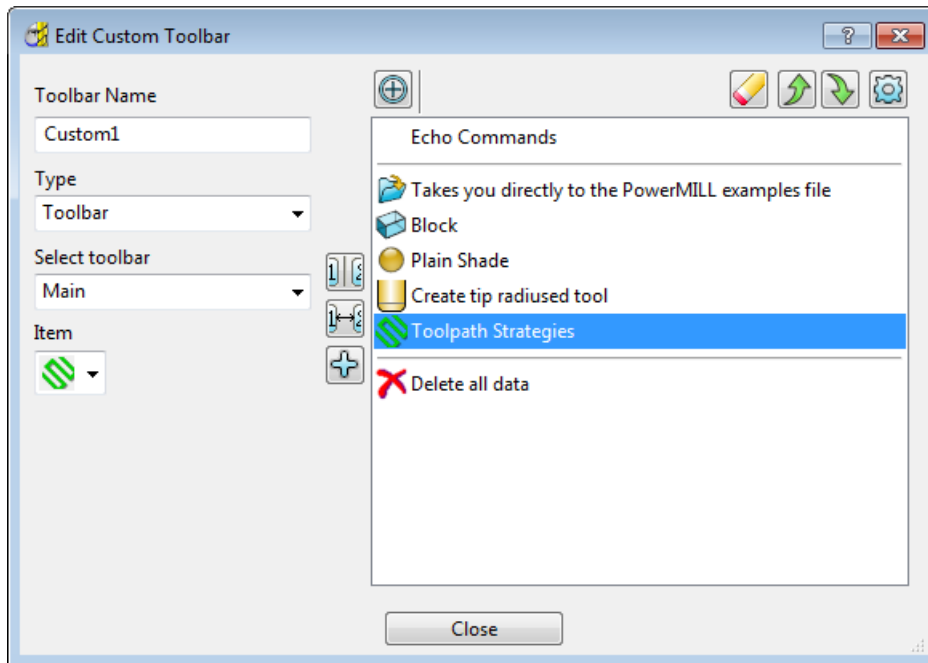 Edit Custom Toolbar
Toolbar Name
Custom1
Type
Toolbar
Select toolbar
Main
Item
Echo Commands
Takes you directly to the PowerMILL examples file
Block
Plain Shade
Create tip radiused tool
Toolpath Strategies
Delete all data
Close